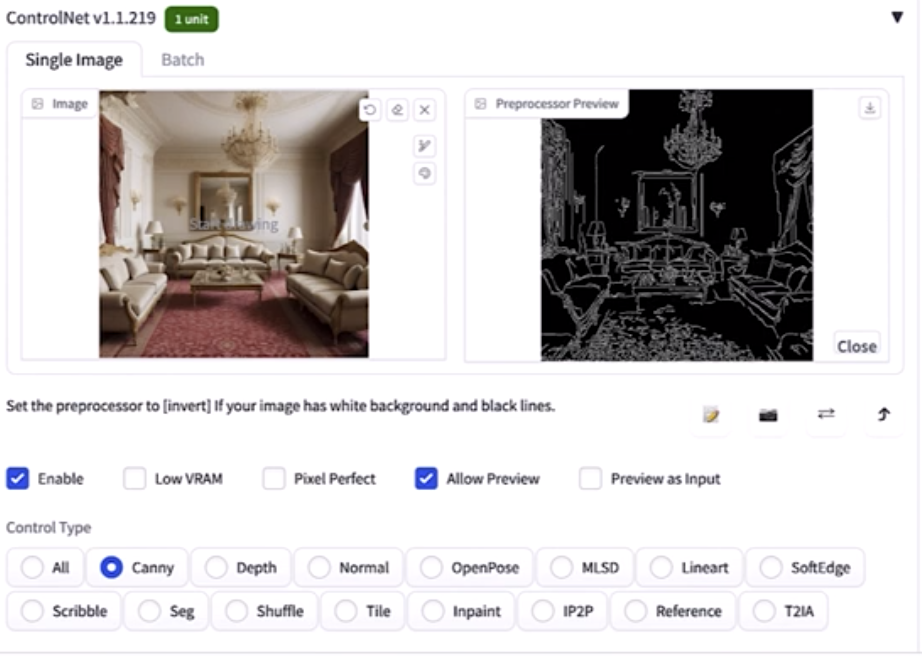 ControlNet v1.1.219 1 unit
Single Image Batch
Image
Preprocessor Preview
Start drawing
Close
Set the preprocessor to [invert] If your image has white background and black lines.
Enable Low VRAM Pixel Perfect Allow Preview Preview as Input
Control Type
All Canny Depth Normal OpenPose MLSD Lineart SoftEdge
Scribble Seg Shuffle Tile Inpaint IP2P Reference T2IA